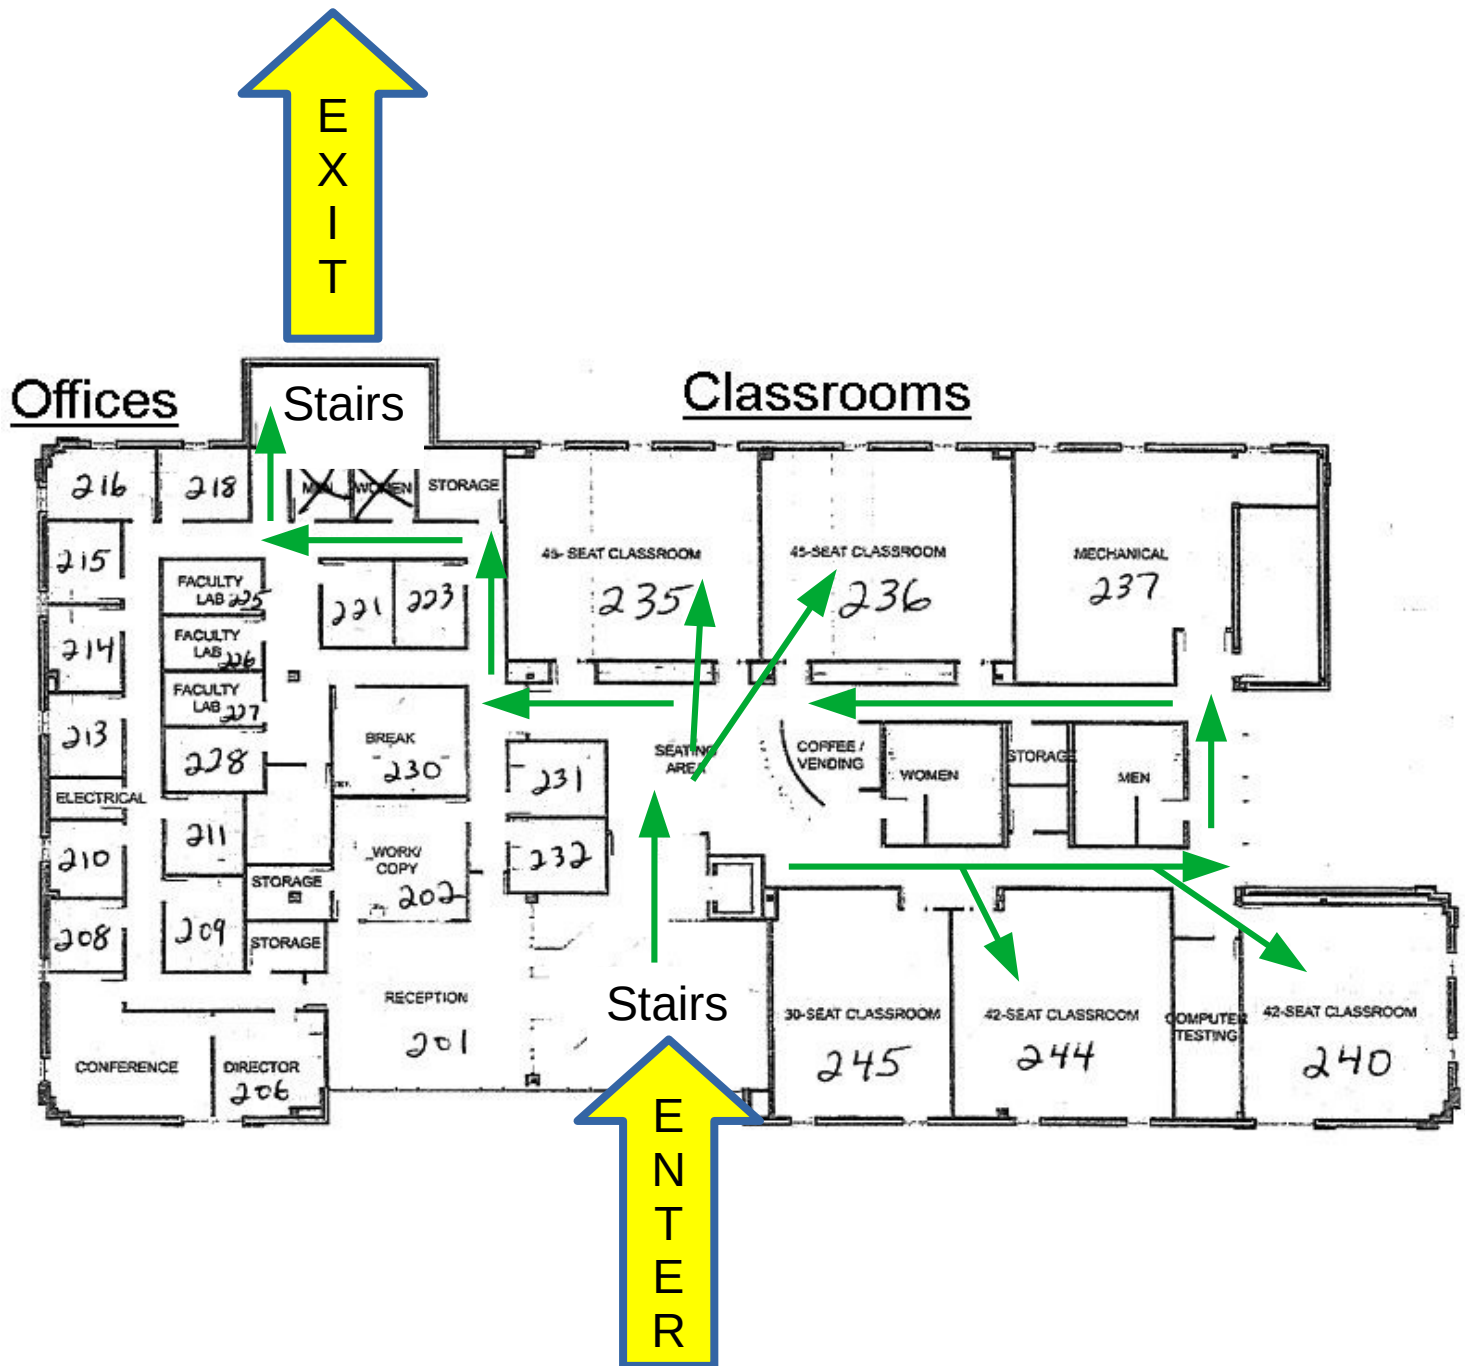 E
X
I
T
Offices
Stairs
Classrooms
216
218
MEN
WOMEN
STORAGE
215
FACULTY
LAB 225
221
223
45- SEAT CLASSROOM
235
45-SEAT CLASSROOM
236
MECHANICAL
237
214
FACULTY
LAB 226
FACULTY
LAB 227
213
228
BREAK
230
231
SEATING
AREA
COFFEE /
VENDING
WOMEN
STORAGE
MEN
ELECTRICAL
211
210
WORK/
COPY
202
232
STORAGE
208
209
STORAGE
RECEPTION
201
Stairs
30-SEAT CLASSROOM
245
42-SEAT CLASSROOM
244
COMPUTER
TESTING
42-SEAT CLASSROOM
240
CONFERENCE
DIRECTOR
206
E
N
T
E
R